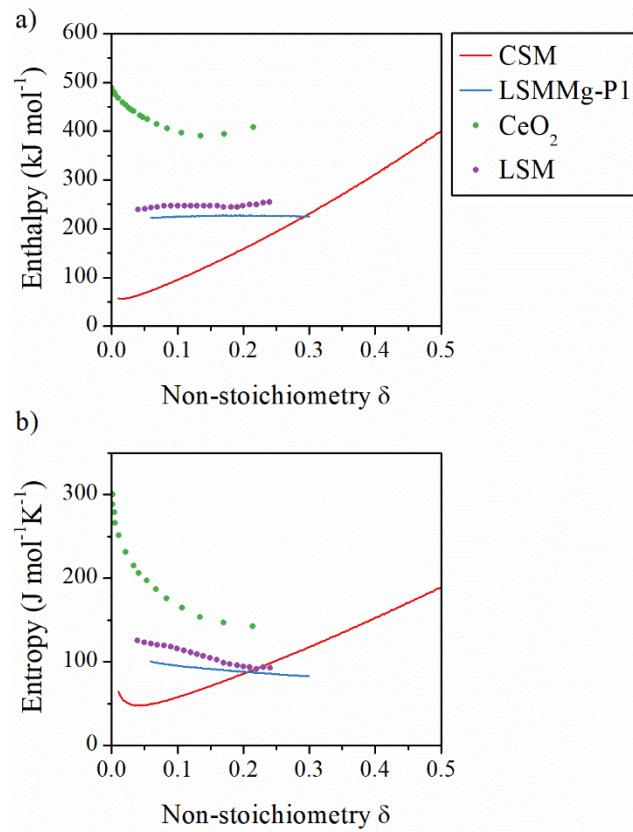 a)
600
500
400
300
200
100
0
Enthalpy (kJ mol⁻¹)
0.0 0.1 0.2 0.3 0.4 0.5
Non-stoichiometry δ
CSM
LSMMg-P1
CeO₂
LSM
b)
300
200
100
0
Entropy (J mol⁻¹K⁻¹)
0.0 0.1 0.2 0.3 0.4 0.5
Non-stoichiometry δ